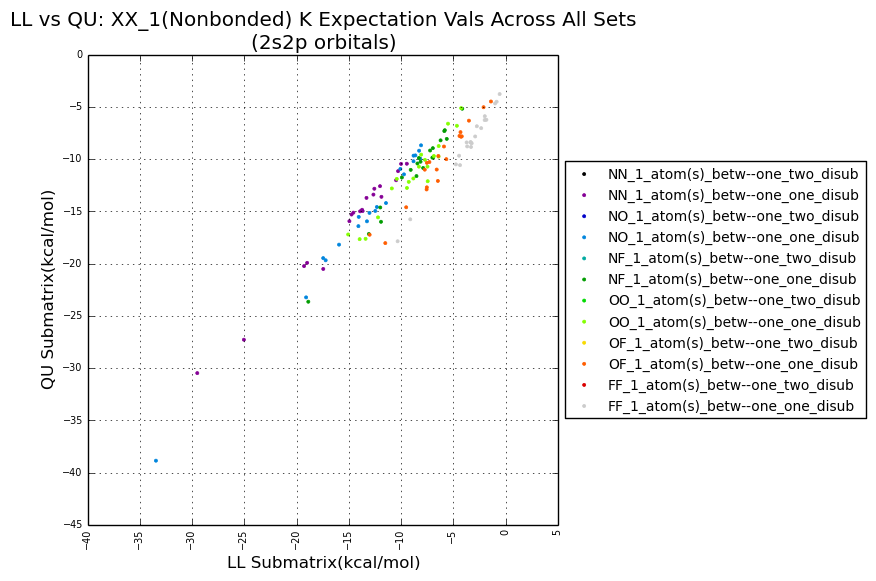 LL vs QU: XX_1(Nonbonded) K Expectation Vals Across All Sets
(2s2p orbitals)
QU Submatrix(kcal/mol)
0
−5
−10
−15
−20
−25
−30
−35
−40
−45
−40
−35
−30
−25
−20
−15
−10
−5
0
5
LL Submatrix(kcal/mol)
NN_1_atom(s)_betw--one_two_disub
NN_1_atom(s)_betw--one_one_disub
NO_1_atom(s)_betw--one_two_disub
NO_1_atom(s)_betw--one_one_disub
NF_1_atom(s)_betw--one_two_disub
NF_1_atom(s)_betw--one_one_disub
OO_1_atom(s)_betw--one_two_disub
OO_1_atom(s)_betw--one_one_disub
OF_1_atom(s)_betw--one_two_disub
OF_1_atom(s)_betw--one_one_disub
FF_1_atom(s)_betw--one_two_disub
FF_1_atom(s)_betw--one_one_disub